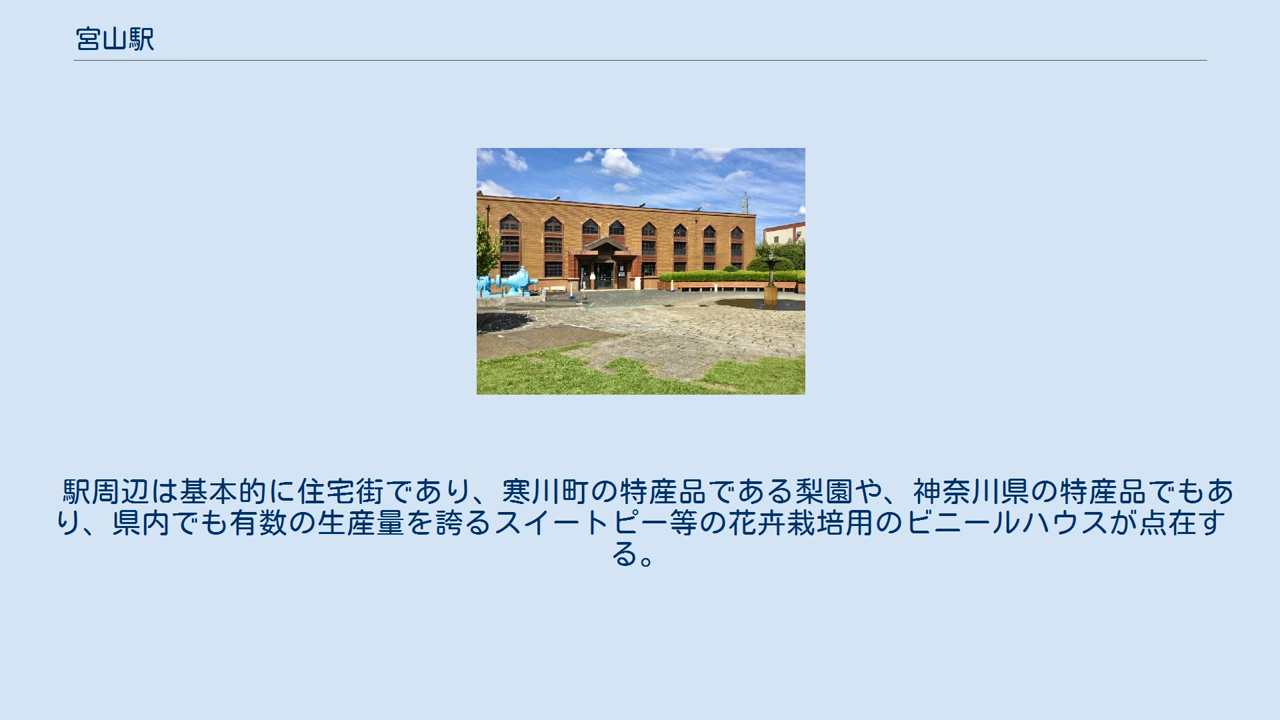 宮山駅
駅周辺は基本的に住宅街であり、寒川町の特産品である梨園や、神奈川県の特産品でもあ
り、県内でも有数の生産量を誇るスイートピー等の花卉栽培用のビニールハウスが点在す
る。